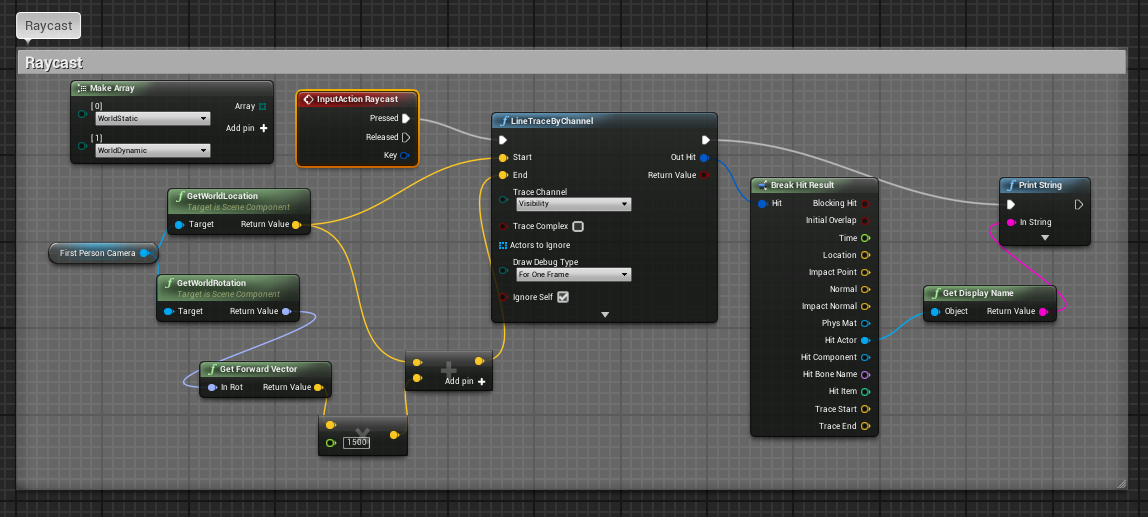 Raycast
Raycast
Make Array
[0]
WorldStatic
Array
Add pin +
[1]
WorldDynamic
InputAction Raycast
Pressed
Released
Key
f LineTraceByChannel
Start
End
Out Hit
Return Value
Trace Channel
Visibility
Trace Complex
Actors to Ignore
Draw Debug Type
For One Frame
Ignore Self
f GetWorldLocation
Target is Scene Component
Target
Return Value
First Person Camera
f GetWorldRotation
Target is Scene Component
Target
Return Value
f Get Forward Vector
In Rot
Return Value
+
Add pin +
×
1500
Break Hit Result
Hit
Blocking Hit
Initial Overlap
Time
Location
Impact Point
Normal
Impact Normal
Phys Mat
Hit Actor
Hit Component
Hit Bone Name
Hit Item
Trace Start
Trace End
f Print String
In String
f Get Display Name
Object
Return Value